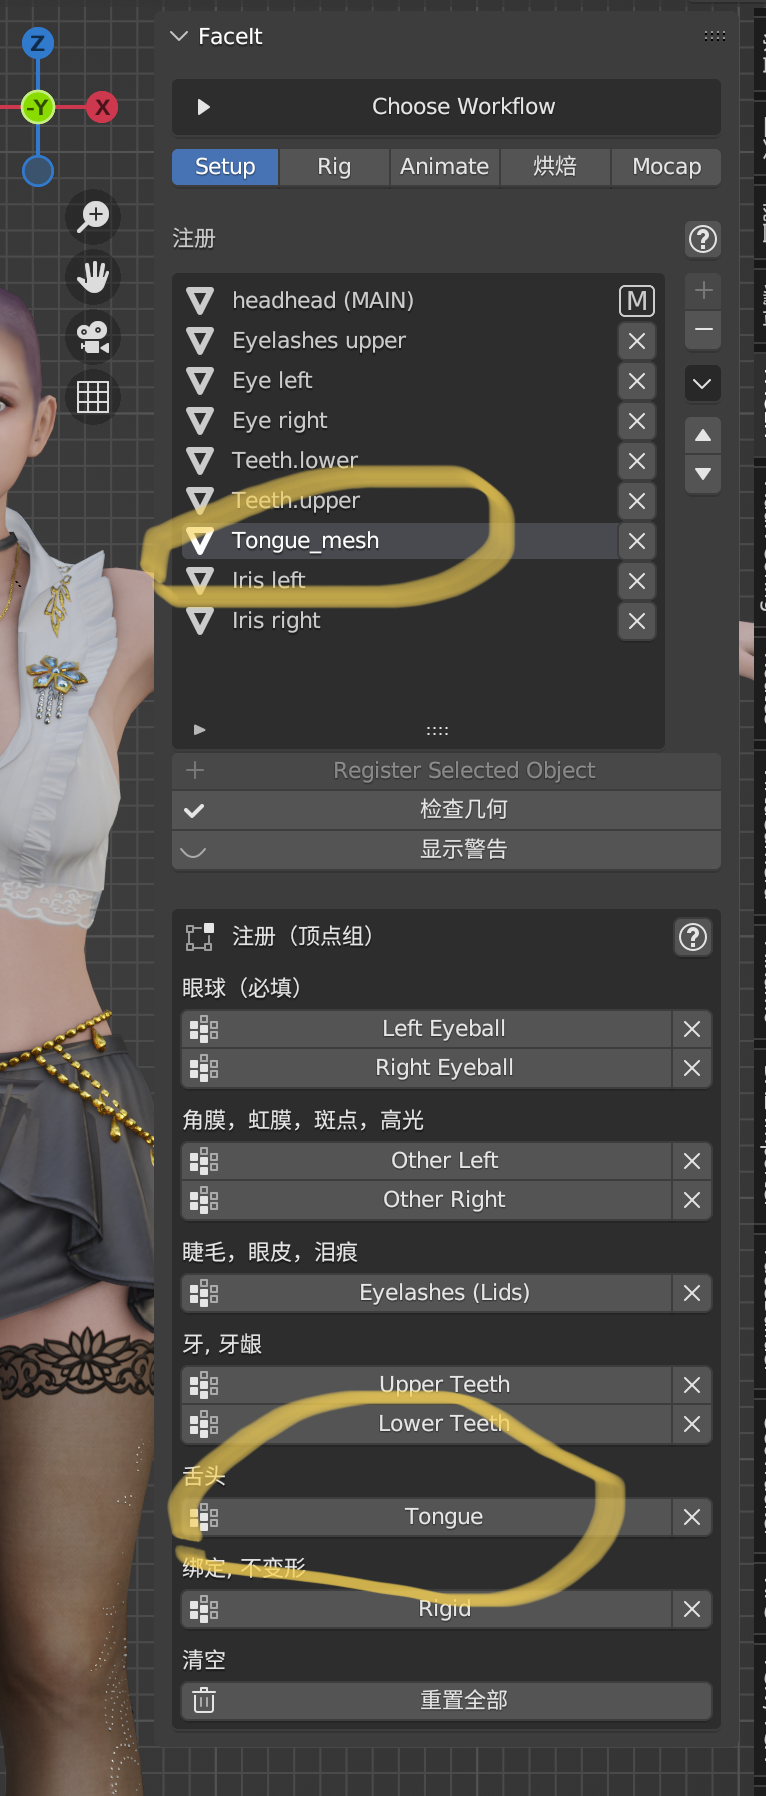 Z
FaceIt
-Y
X
Choose Workflow
Setup
Rig
Animate
烘焙
Mocap
注册
headhead (MAIN)
M
Eyelashes upper
Eye left
Eye right
Teeth.lower
Teeth.upper
Tongue_mesh
Iris left
Iris right
Register Selected Object
检查几何
显示警告
注册（顶点组）
眼球（必填）
Left Eyeball
Right Eyeball
角膜，虹膜，斑点，高光
Other Left
Other Right
睫毛，眼皮，泪痕
Eyelashes (Lids)
牙, 牙龈
Upper Teeth
Lower Teeth
舌头
Tongue
绑定, 不变形
Rigid
清空
重置全部